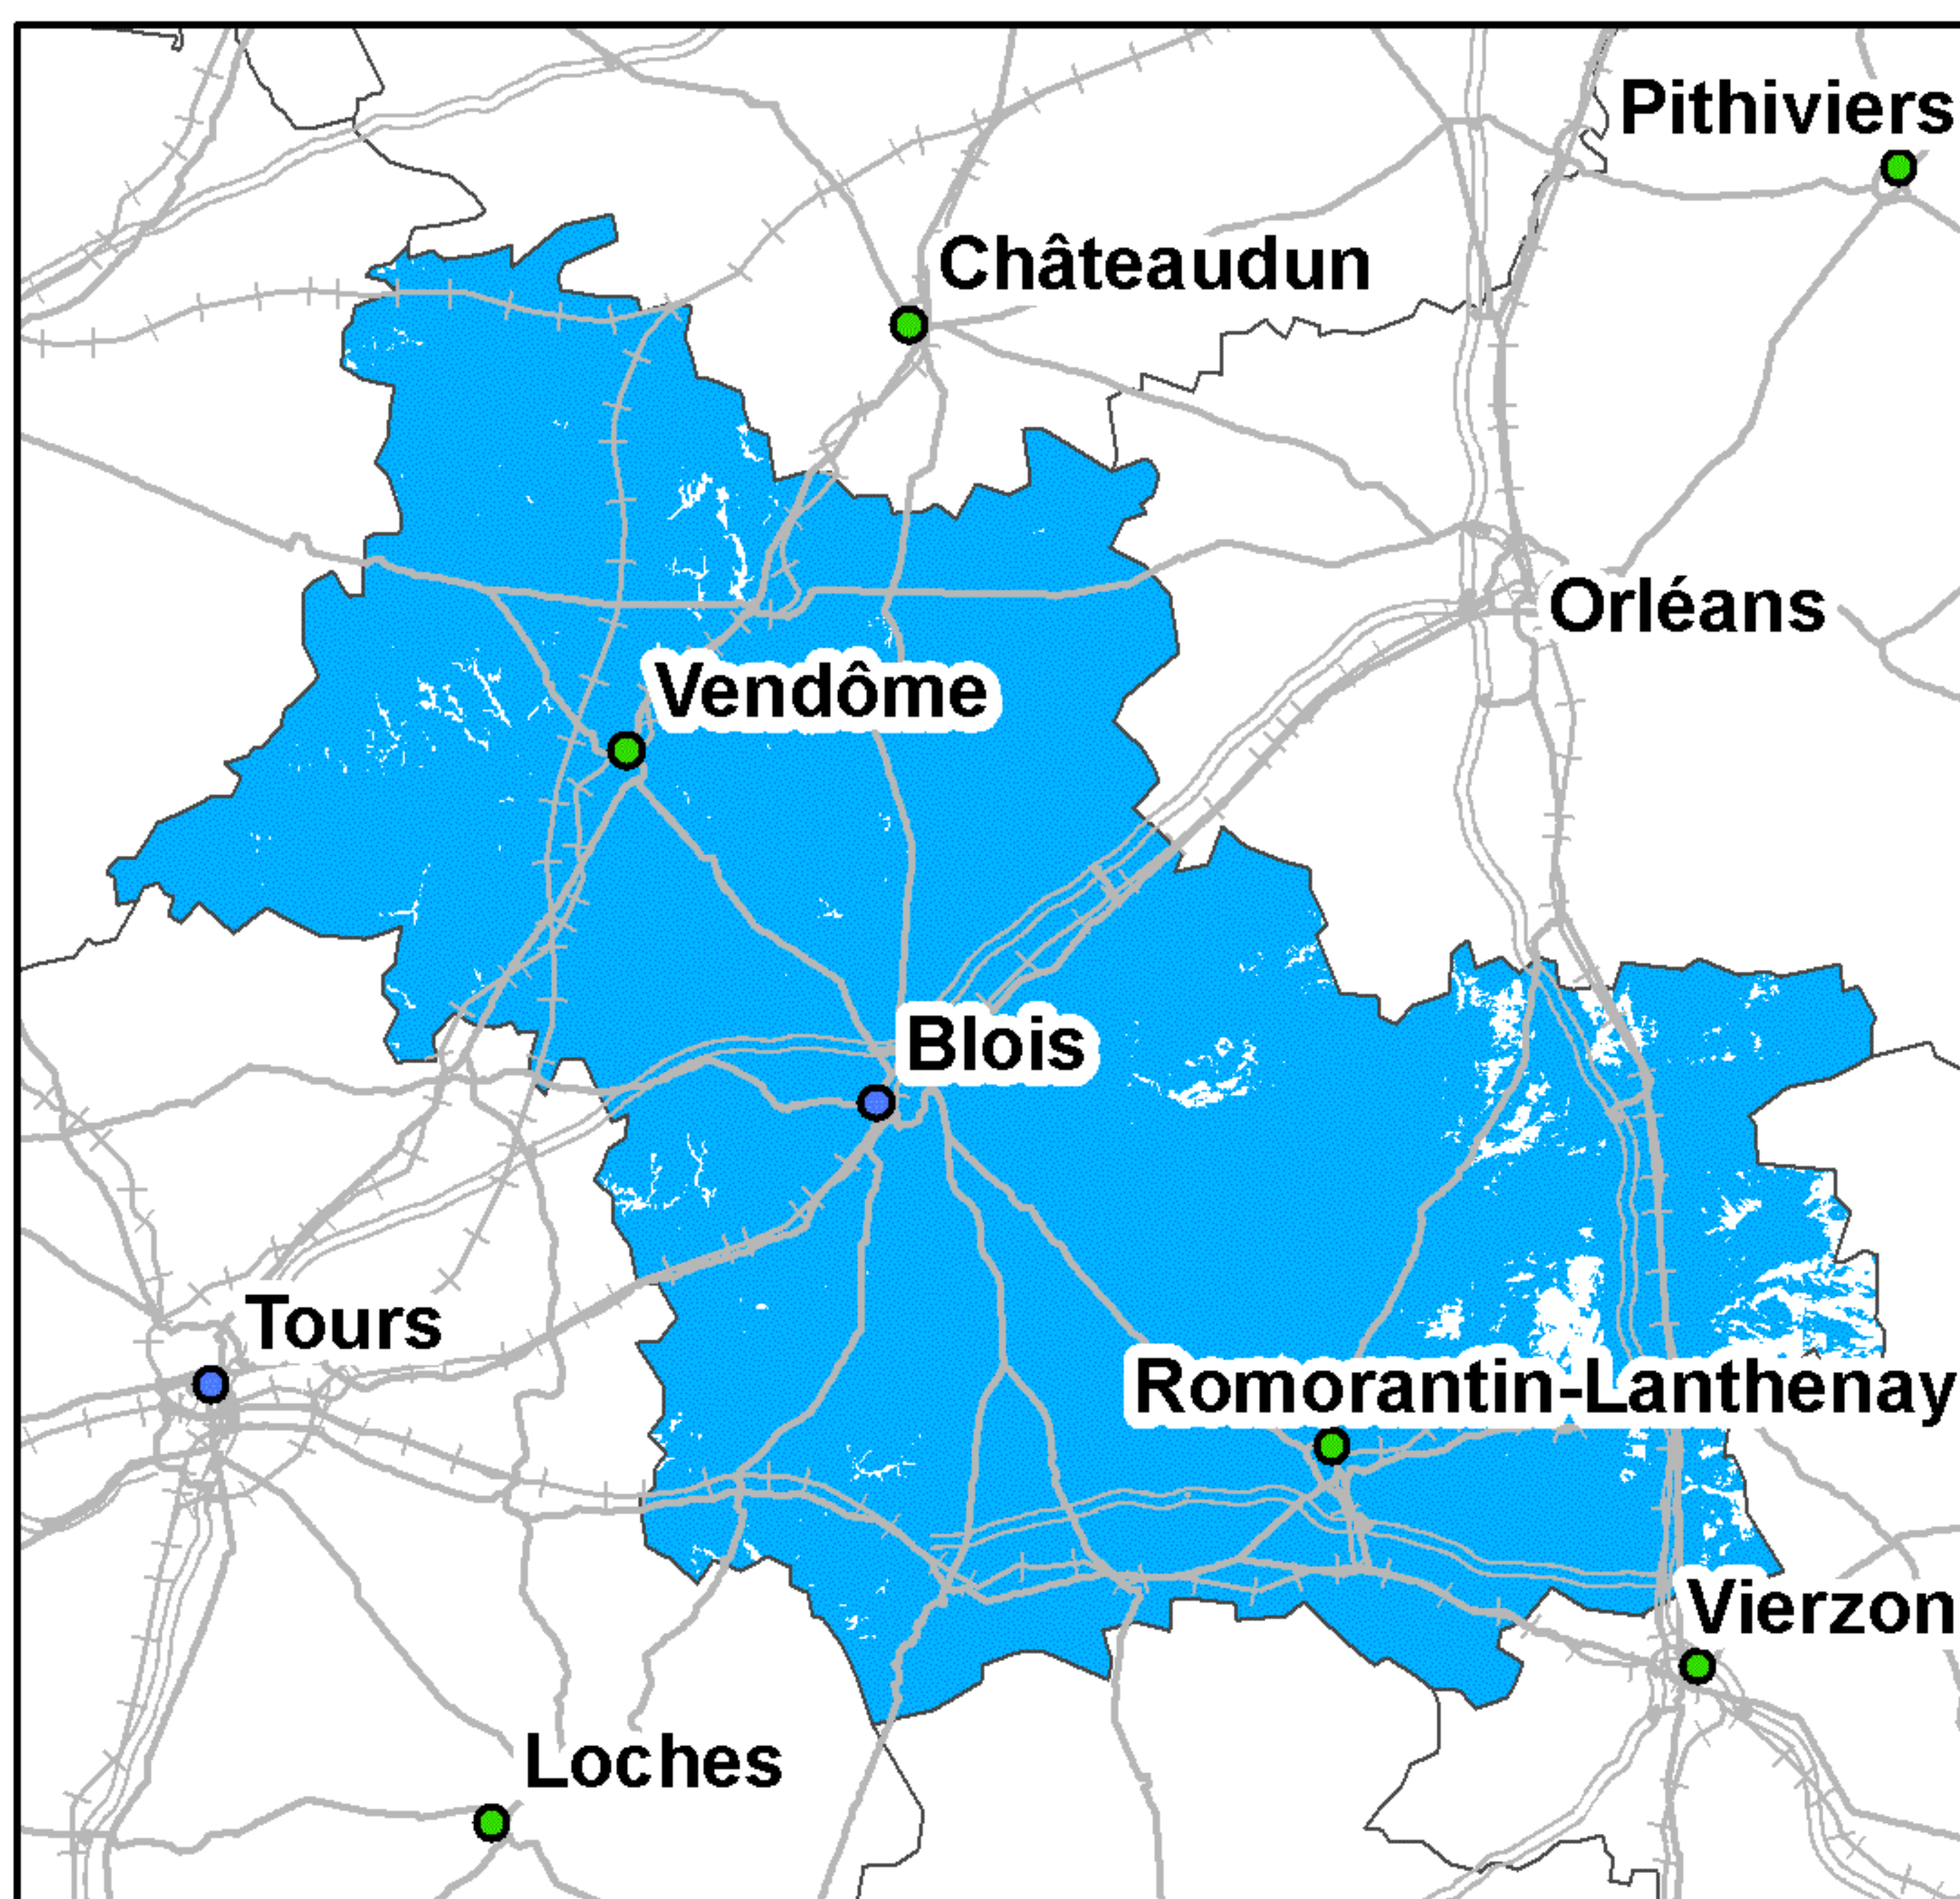 Pithiviers
Châteaudun
Orléans
Vendôme
Blois
Tours
Romorantin-Lanthenay
Vierzon
Loches